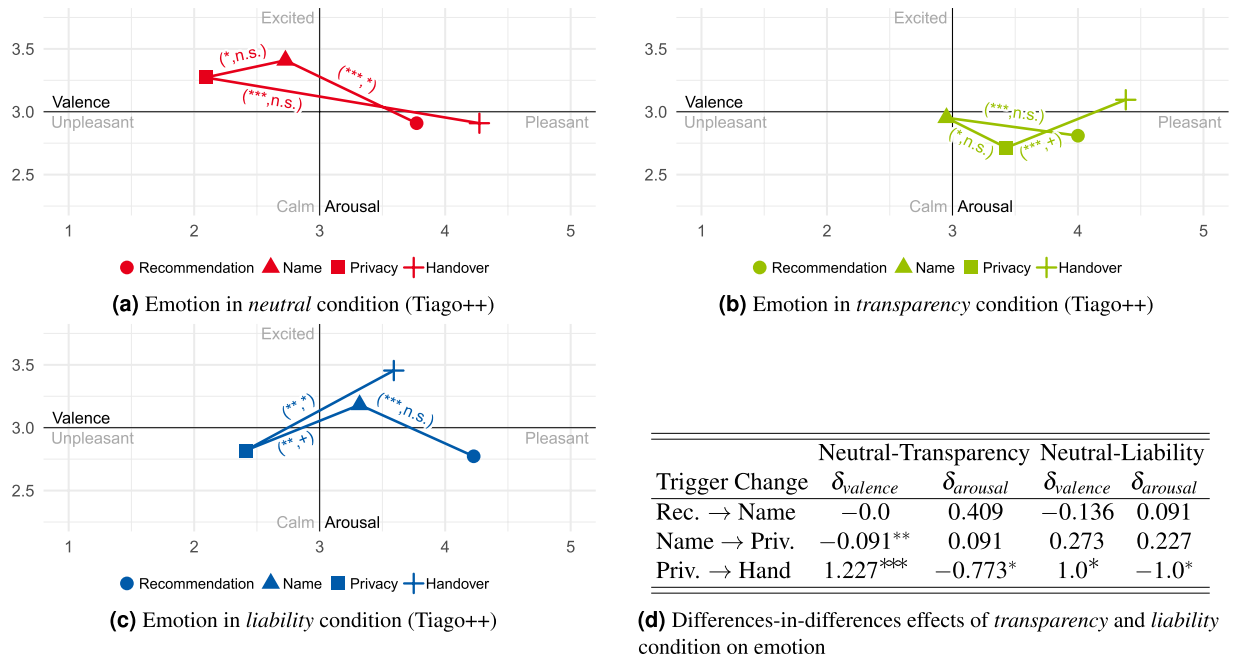 Excited
3.5
(*,n.s.)
(***,*)
(***,n.s.)
3.0
Valence
Unpleasant
Pleasant
2.5
Calm
Arousal
1 2 3 4 5
Recommendation Name Privacy Handover
(a) Emotion in neutral condition (Tiago++)
Excited
3.5
3.0
Valence
Unpleasant
Pleasant
(***,n.s.)
(*,n.s.)
(***,+)
2.5
Calm
Arousal
1 2 3 4 5
Recommendation Name Privacy Handover
(b) Emotion in transparency condition (Tiago++)
Excited
3.5
(**,*)
(***,n.s.)
3.0
Valence
Unpleasant
Pleasant
(**,+)
2.5
Calm
Arousal
1 2 3 4 5
Recommendation Name Privacy Handover
(c) Emotion in liability condition (Tiago++)
Neutral-Transparency Neutral-Liability
Trigger Change δvalence δarousal δvalence δarousal
Rec. → Name −0.0 0.409 −0.136 0.091
Name → Priv. −0.091** 0.091 0.273 0.227
Priv. → Hand 1.227*** −0.773* 1.0* −1.0*
(d) Differences-in-differences effects of transparency and liability
condition on emotion